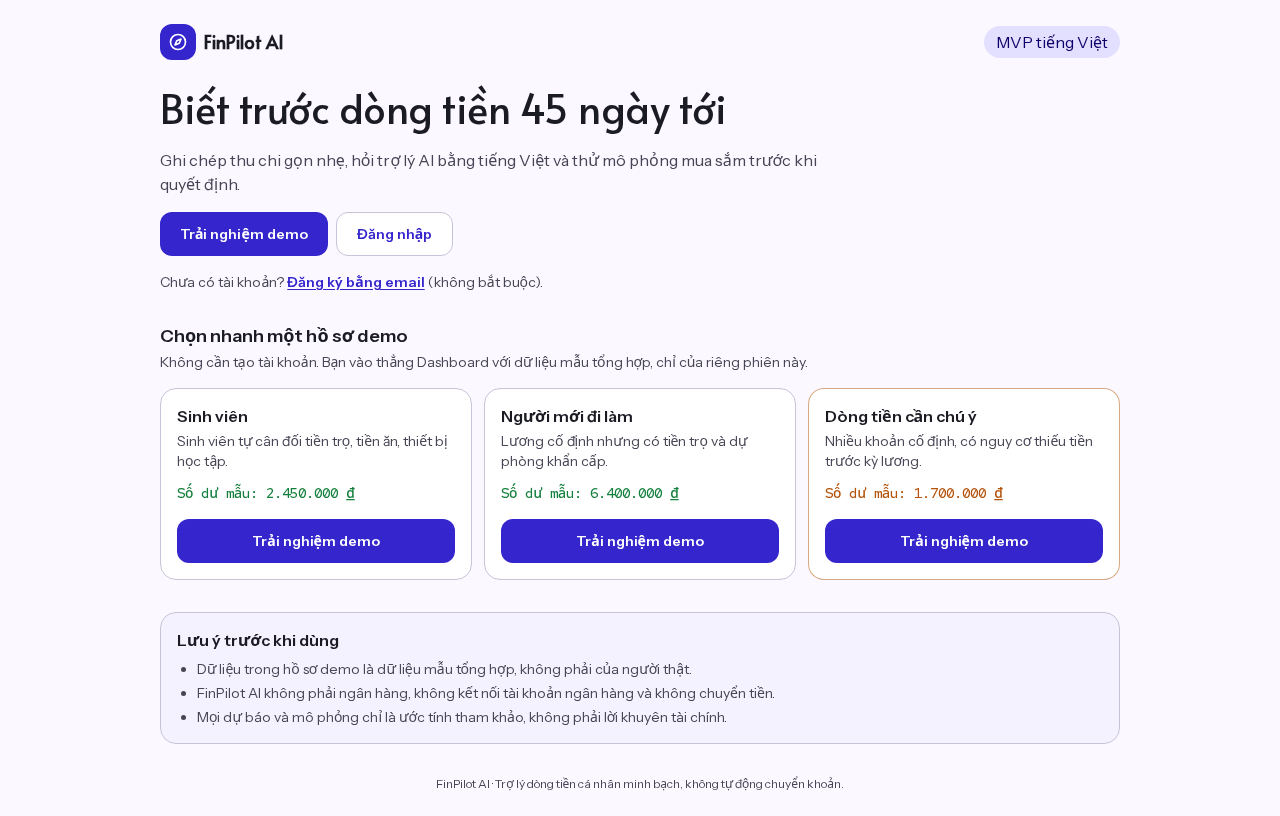 FinPilot AI
MVP tiếng Việt
Biết trước dòng tiền 45 ngày tới
Ghi chép thu chi gọn nhẹ, hỏi trợ lý AI bằng tiếng Việt và thử mô phỏng mua sắm trước khi
quyết định.
Trải nghiệm demo
Đăng nhập
Chưa có tài khoản? Đăng ký bằng email (không bắt buộc).
Chọn nhanh một hồ sơ demo
Không cần tạo tài khoản. Bạn vào thẳng Dashboard với dữ liệu mẫu tổng hợp, chỉ của riêng phiên này.
Sinh viên
Sinh viên tự cân đối tiền trọ, tiền ăn, thiết bị
học tập.
Số dư mẫu: 2.450.000 ₫
Trải nghiệm demo
Người mới đi làm
Lương cố định nhưng có tiền trọ và dự
phòng khẩn cấp.
Số dư mẫu: 6.400.000 ₫
Trải nghiệm demo
Dòng tiền cần chú ý
Nhiều khoản cố định, có nguy cơ thiếu tiền
trước kỳ lương.
Số dư mẫu: 1.700.000 ₫
Trải nghiệm demo
Lưu ý trước khi dùng
Dữ liệu trong hồ sơ demo là dữ liệu mẫu tổng hợp, không phải của người thật.
FinPilot AI không phải ngân hàng, không kết nối tài khoản ngân hàng và không chuyển tiền.
Mọi dự báo và mô phỏng chỉ là ước tính tham khảo, không phải lời khuyên tài chính.
FinPilot AI · Trợ lý dòng tiền cá nhân minh bạch, không tự động chuyển khoản.